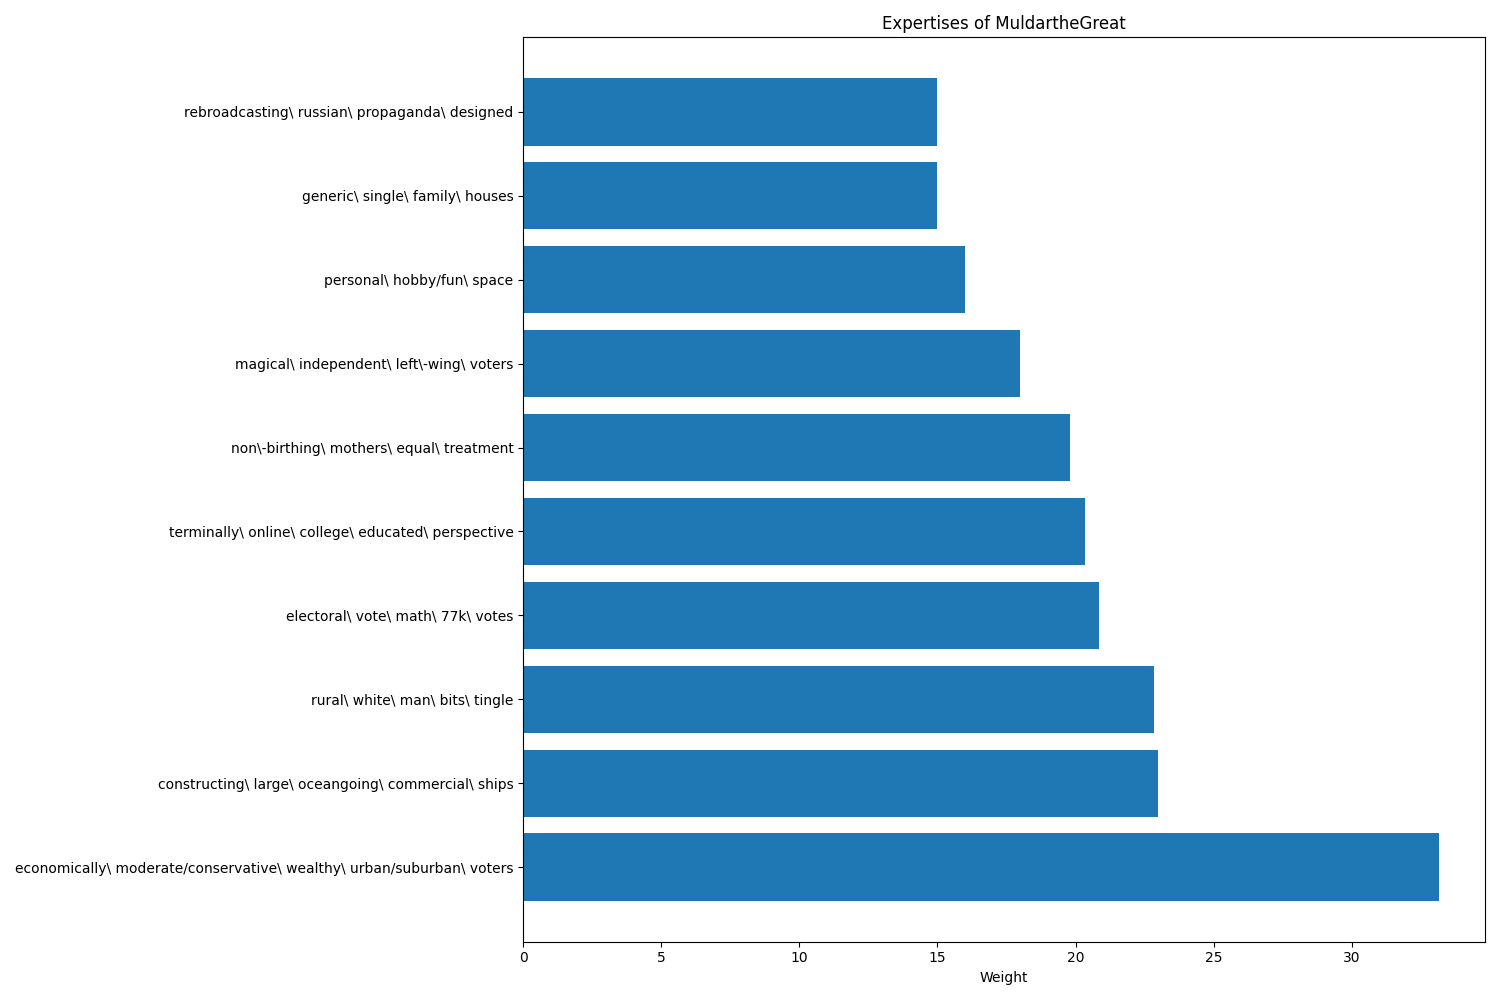 Expertises of MuldartheGreat
rebroadcasting\ russian\ propaganda\ designed
generic\ single\ family\ houses
personal\ hobby/fun\ space
magical\ independent\ left\-wing\ voters
non\-birthing\ mothers\ equal\ treatment
terminally\ online\ college\ educated\ perspective
electoral\ vote\ math\ 77k\ votes
rural\ white\ man\ bits\ tingle
constructing\ large\ oceangoing\ commercial\ ships
economically\ moderate/conservative\ wealthy\ urban/suburban\ voters
0 5 10 15 20 25 30
Weight